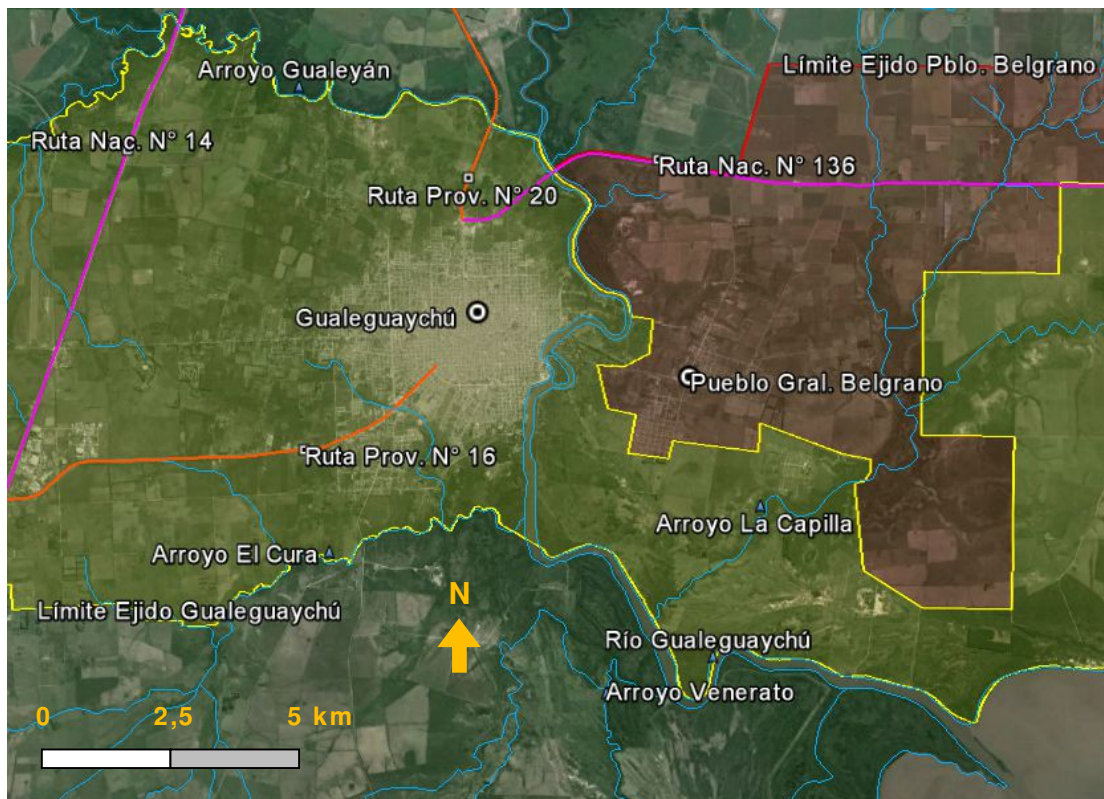 Límite Ejido Pblo. Belgrano
Arroyo Gualeyán
Ruta Nac. N° 14
Ruta Nac. N° 136
Ruta Prov. N° 20
Gualeguaychú
Pueblo Gral. Belgrano
Ruta Prov. N° 16
Arroyo La Capilla
Arroyo El Cura
N
Límite Ejido Gualeguaychú
Río Gualeguaychú
Arroyo Venerato
0 2,5 5 km